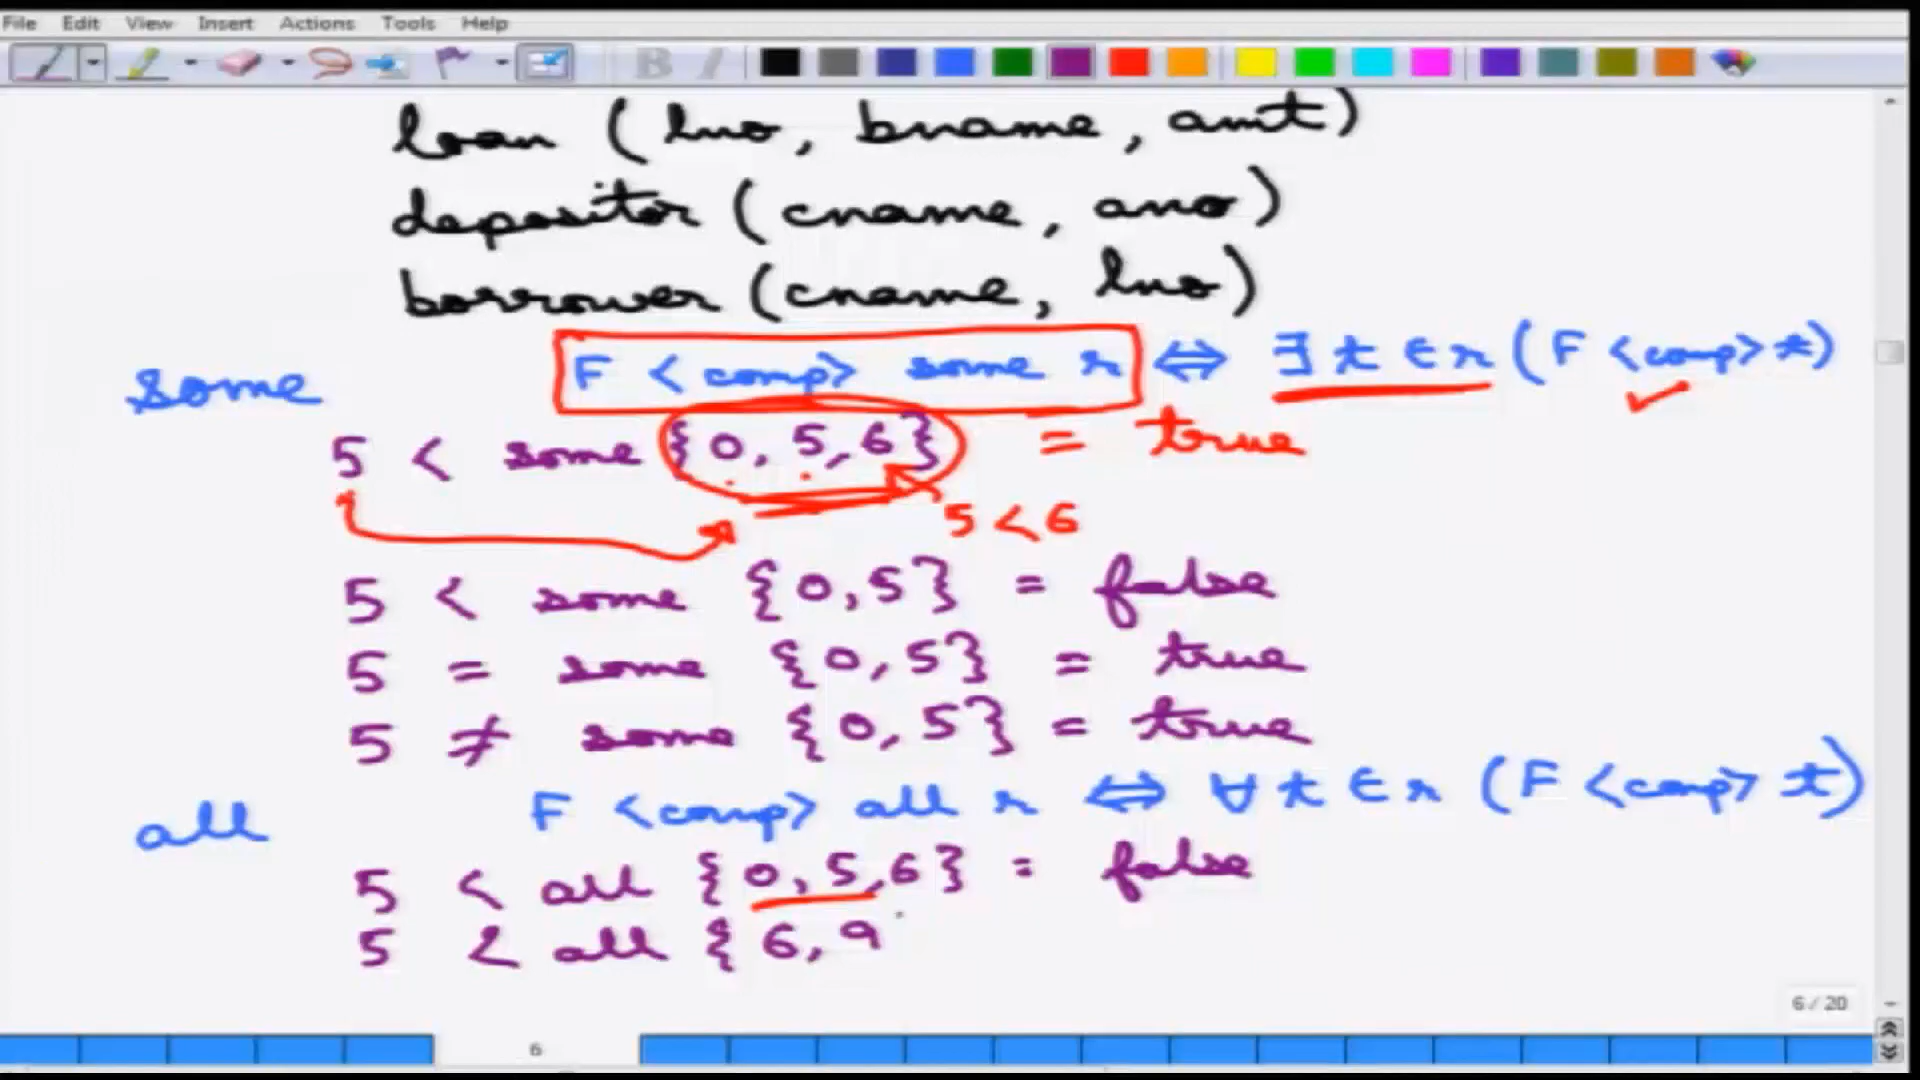 File Edit View Insert Actions Tools Help
B I
loan (lno, bname, amt)
depositor (cname, ano)
borrower (cname, lno)
some F <comp> some r ⇔ ∃ t ∈ r (F <comp> t)
5 < some {0, 5, 6} = true
5 < 6
5 < some {0, 5} = false
5 = some {0, 5} = true
5 ≠ some {0, 5} = true
all F <comp> all r ⇔ ∀ t ∈ r (F <comp> t)
5 < all {0, 5, 6} = false
5 < all {6, 9
6 / 20
6